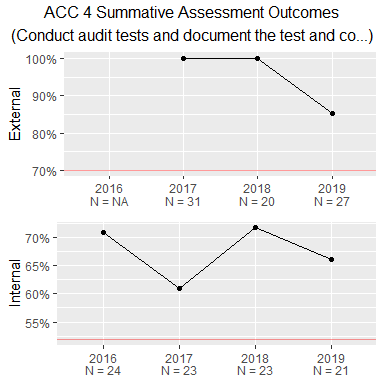 ACC 4 Summative Assessment Outcomes
(Conduct audit tests and document the test and co...)
External
100%
90%
80%
70%
2016 2017 2018 2019
N = NA N = 31 N = 20 N = 27
Internal
70%
65%
60%
55%
2016 2017 2018 2019
N = 24 N = 23 N = 23 N = 21